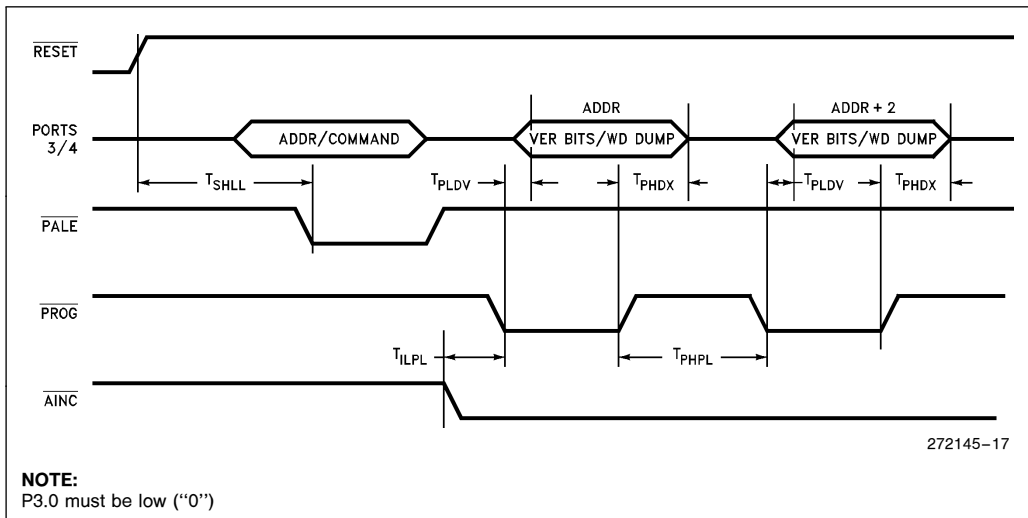 RESET
PORTS
3/4
ADDR/COMMAND
ADDR
VER BITS/WD DUMP
ADDR + 2
VER BITS/WD DUMP
TSHLL
TPLDV
TPHDX
TPLDV
TPHDX
PALE
PROG
TILPL
TPHPL
AINC
272145–17
NOTE:
P3.0 must be low (‘‘0’’)